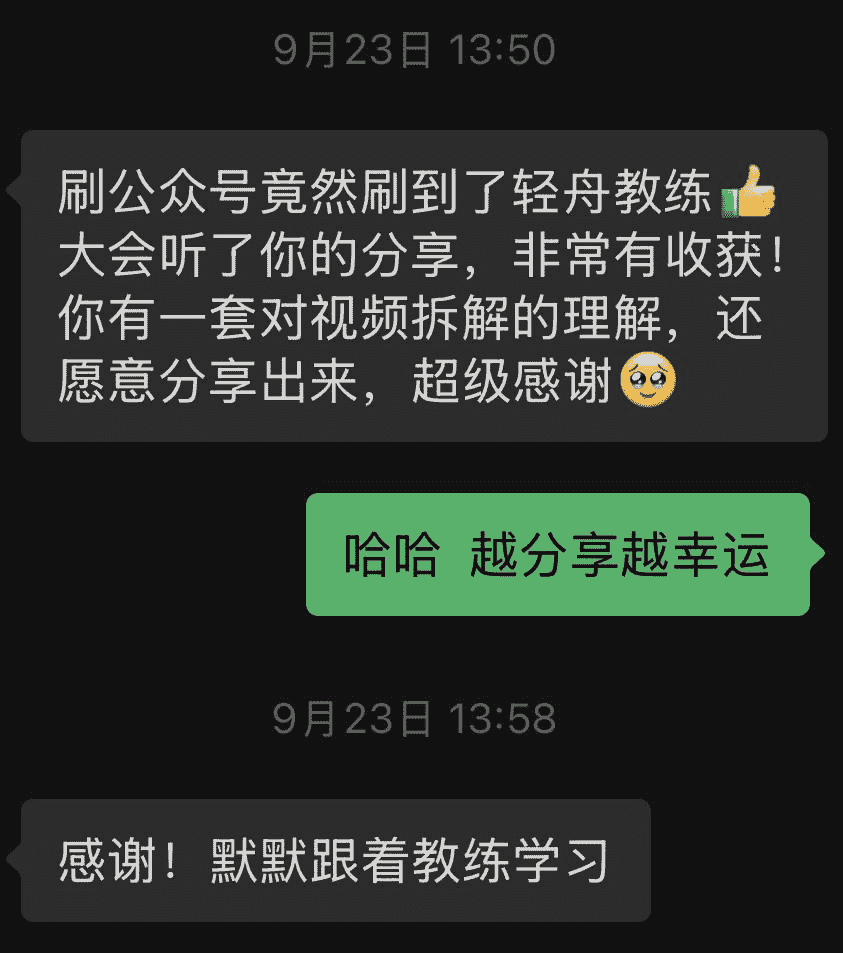 9月23日 13:50
刷公众号竟然刷到了轻舟教练👍
大会听了你的分享，非常有收获！
你有一套对视频拆解的理解，还
愿意分享出来，超级感谢🥹
哈哈 越分享越幸运
9月23日 13:58
感谢！默默跟着教练学习